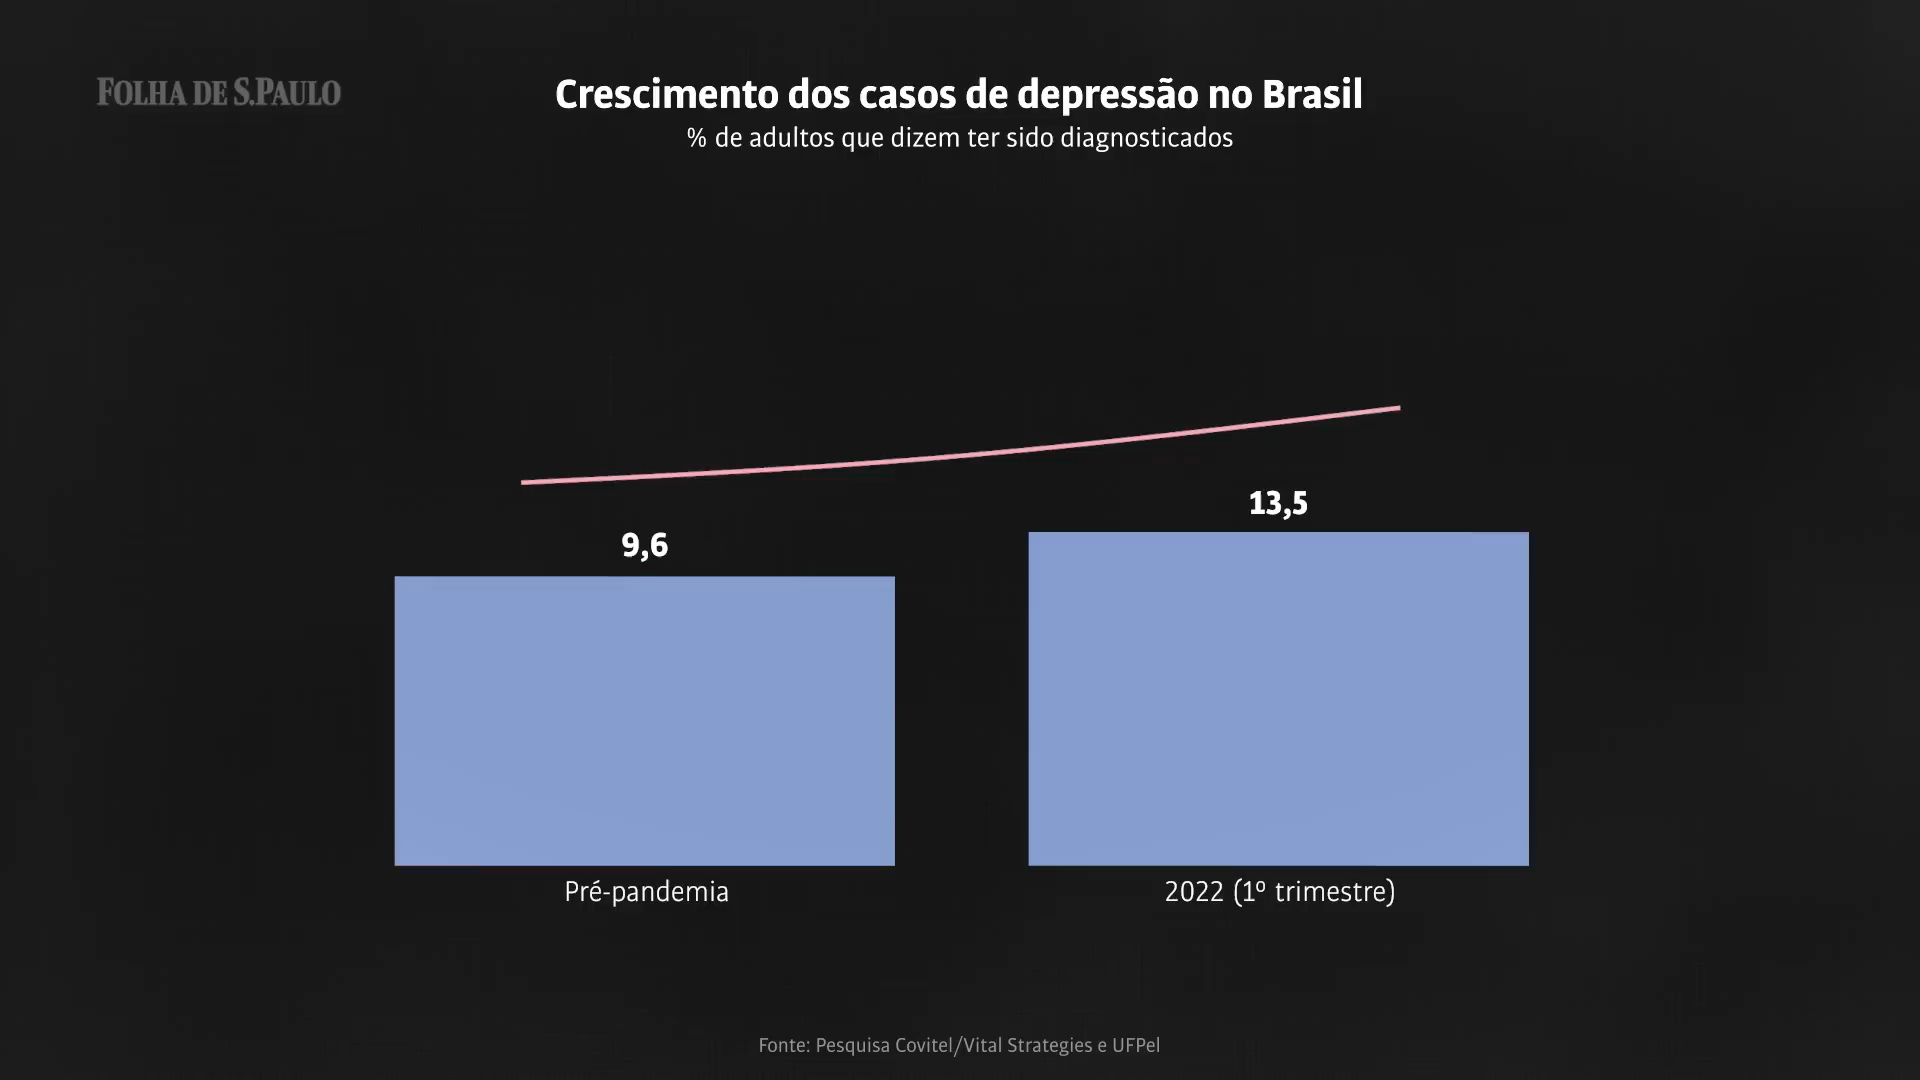 FOLHA DE S.PAULO
Crescimento dos casos de depressão no Brasil
% de adultos que dizem ter sido diagnosticados
13,5
9,6
Pré-pandemia
2022 (1º trimestre)
Fonte: Pesquisa Covitel/Vital Strategies e UFPel